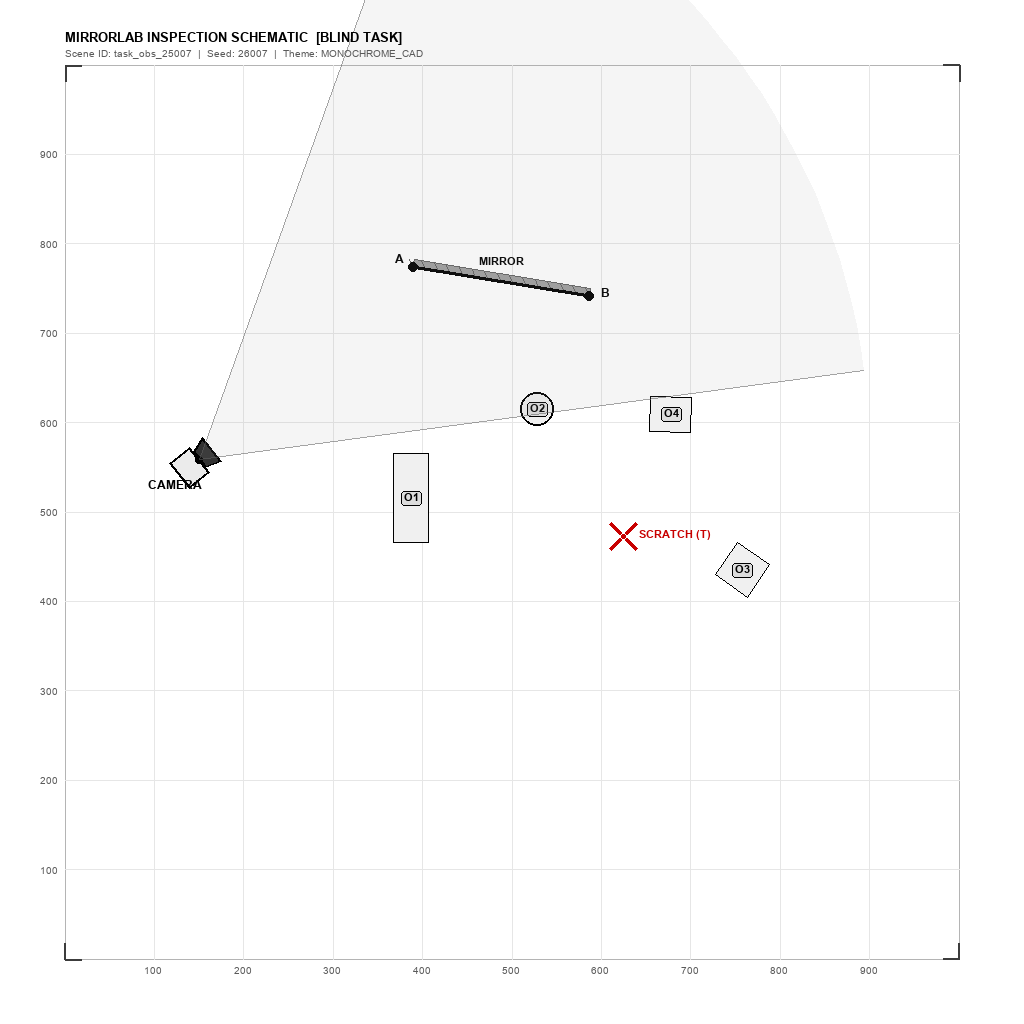 MIRRORLAB INSPECTION SCHEMATIC  [BLIND TASK]
Scene ID: task_obs_25007  |  Seed: 26007  |  Theme: MONOCHROME_CAD
900
800
A
MIRROR
B
700
O2
O4
600
CAMERA
O1
500
SCRATCH (T)
O3
400
300
200
100
100 200 300 400 500 600 700 800 900